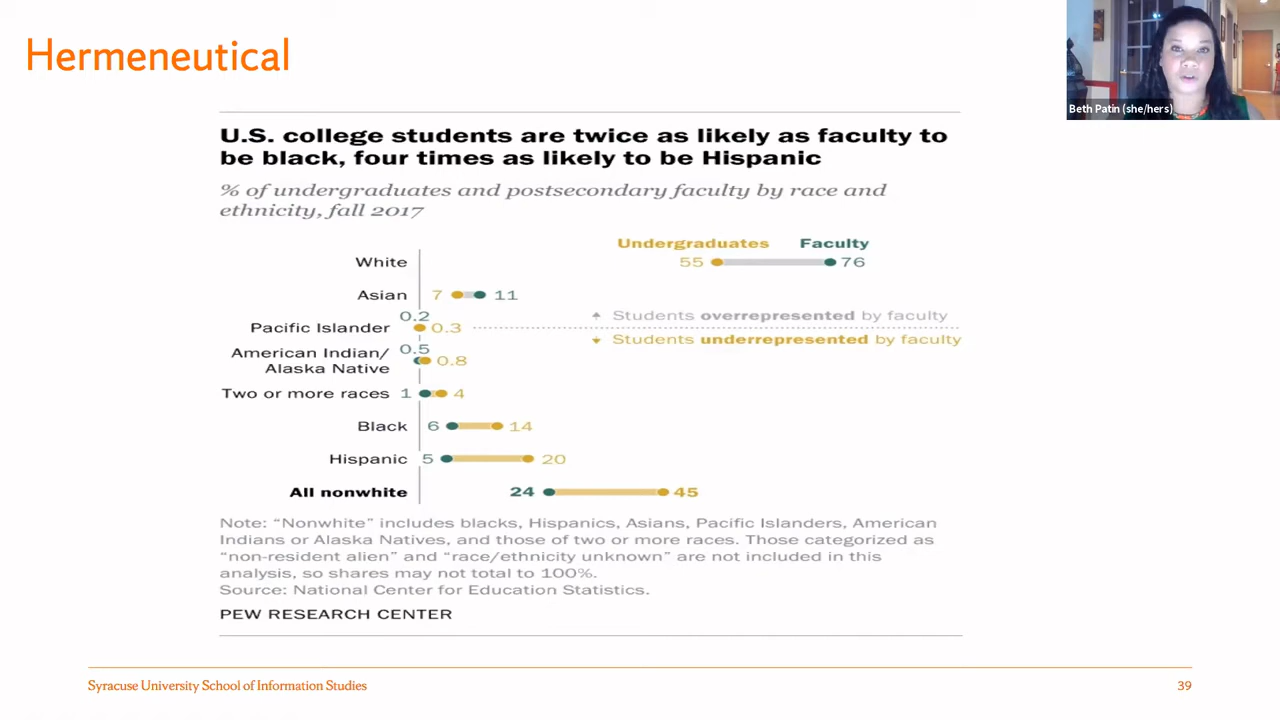 Hermeneutical
Beth Patin (she/hers)
U.S. college students are twice as likely as faculty to
be black, four times as likely to be Hispanic
% of undergraduates and postsecondary faculty by race and
ethnicity, fall 2017
Undergraduates Faculty
White 55 76
Asian 7 11
Students overrepresented by faculty
0.2
Pacific Islander 0.3
Students underrepresented by faculty
American Indian/ 0.5
Alaska Native 0.8
Two or more races 1 4
Black 6 14
Hispanic 5 20
All nonwhite 24 45
Note: “Nonwhite” includes blacks, Hispanics, Asians, Pacific Islanders, American
Indians or Alaska Natives, and those of two or more races. Those categorized as
“non-resident alien” and “race/ethnicity unknown” are not included in this
analysis, so shares may not total to 100%.
Source: National Center for Education Statistics.
PEW RESEARCH CENTER
Syracuse University School of Information Studies 39